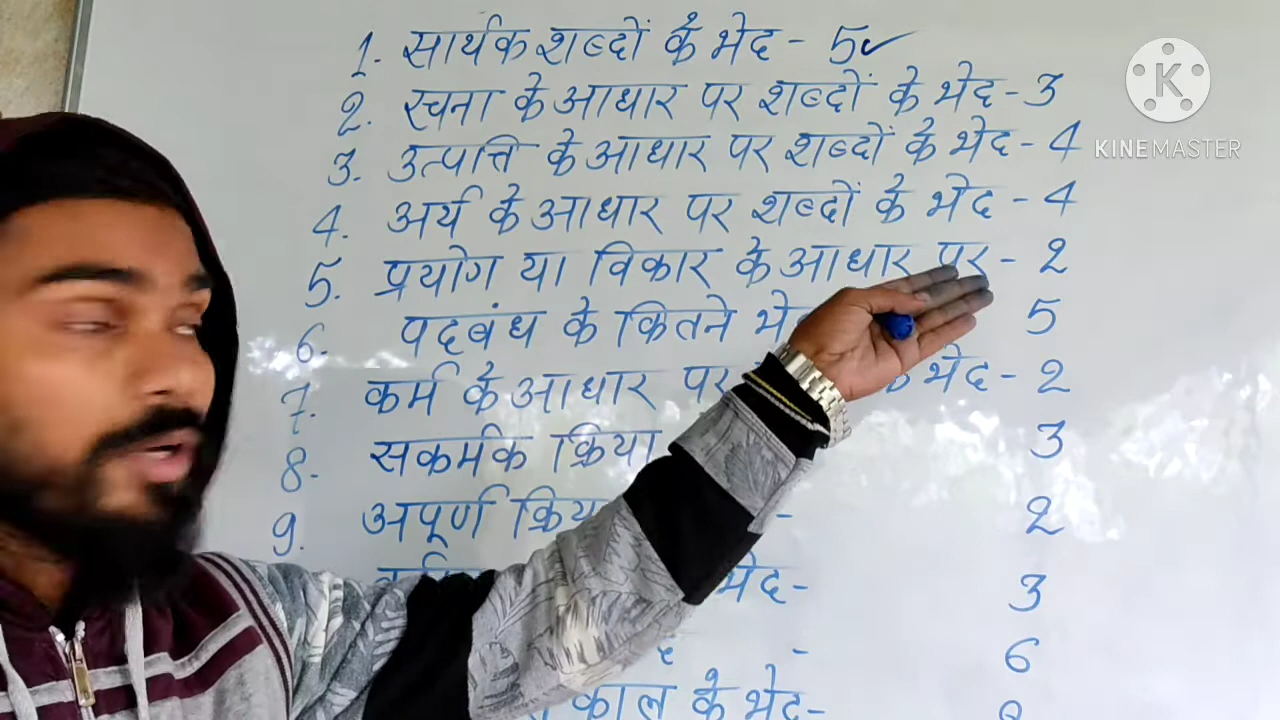 1. सार्थक शब्दों के भेद - 5✓
2. रचना के आधार पर शब्दों के भेद - 3
3. उत्पत्ति के आधार पर शब्दों के भेद - 4
4. अर्थ के आधार पर शब्दों के भेद - 4
5. प्रयोग या विकार के आधार पर - 2
6. पदबंध के कितने 5
7. कर्म के आधार पर भेद - 2
8. सकर्मक क्रिया 3
9. अपूर्ण - 2
भेद - 3
- 6
काल के भेद -
K
KINEMASTER